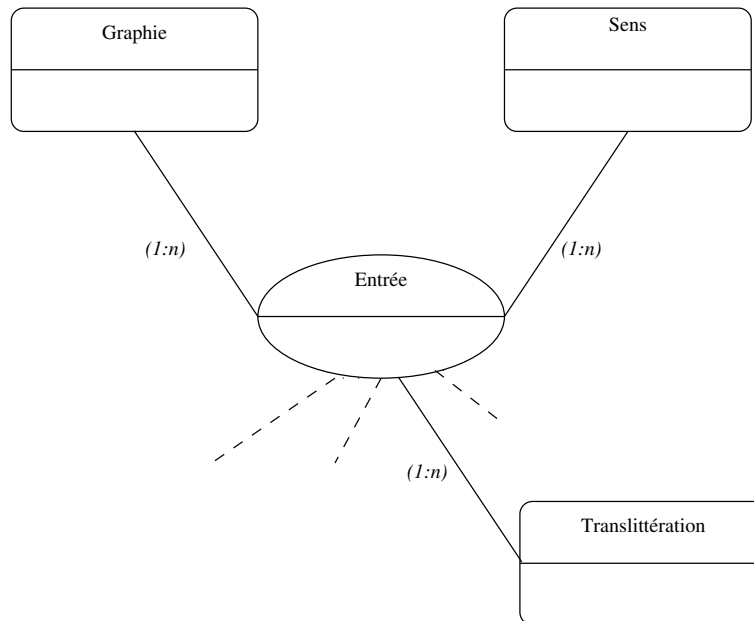 Graphie
Sens
(1:n)
(1:n)
Entrée
(1:n)
Translittération